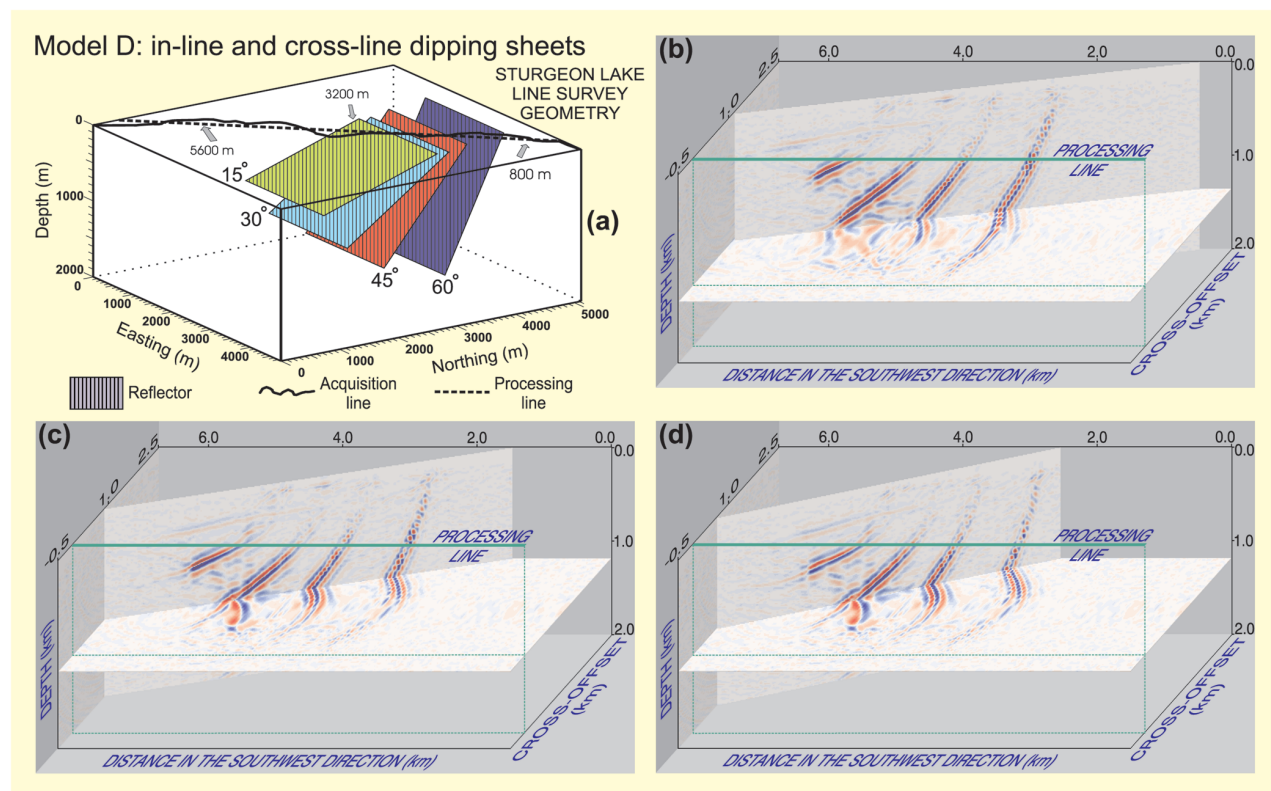 Model D: in-line and cross-line dipping sheets
STURGEON LAKE
LINE SURVEY
GEOMETRY
3200 m
5600 m
800 m
15°
30°
45°
60°
(a)
0
1000
2000
Depth (m)
0
1000
2000
3000
4000
Easting (m)
0
1000
2000
3000
4000
5000
Northing (m)
Reflector
Acquisition
line
Processing
line
(b)
6.0 4.0 2.0 0.0
2.5
1.0
-0.5
0.0
1.0
2.0
PROCESSING
LINE
DEPTH (km)
CROSS-OFFSET
(km)
DISTANCE IN THE SOUTHWEST DIRECTION (km)
(c)
6.0 4.0 2.0 0.0
2.5
1.0
-0.5
0.0
1.0
2.0
PROCESSING
LINE
DEPTH (km)
CROSS-OFFSET
(km)
DISTANCE IN THE SOUTHWEST DIRECTION (km)
(d)
6.0 4.0 2.0 0.0
2.5
1.0
-0.5
0.0
1.0
2.0
PROCESSING
LINE
DEPTH (km)
CROSS-OFFSET
(km)
DISTANCE IN THE SOUTHWEST DIRECTION (km)